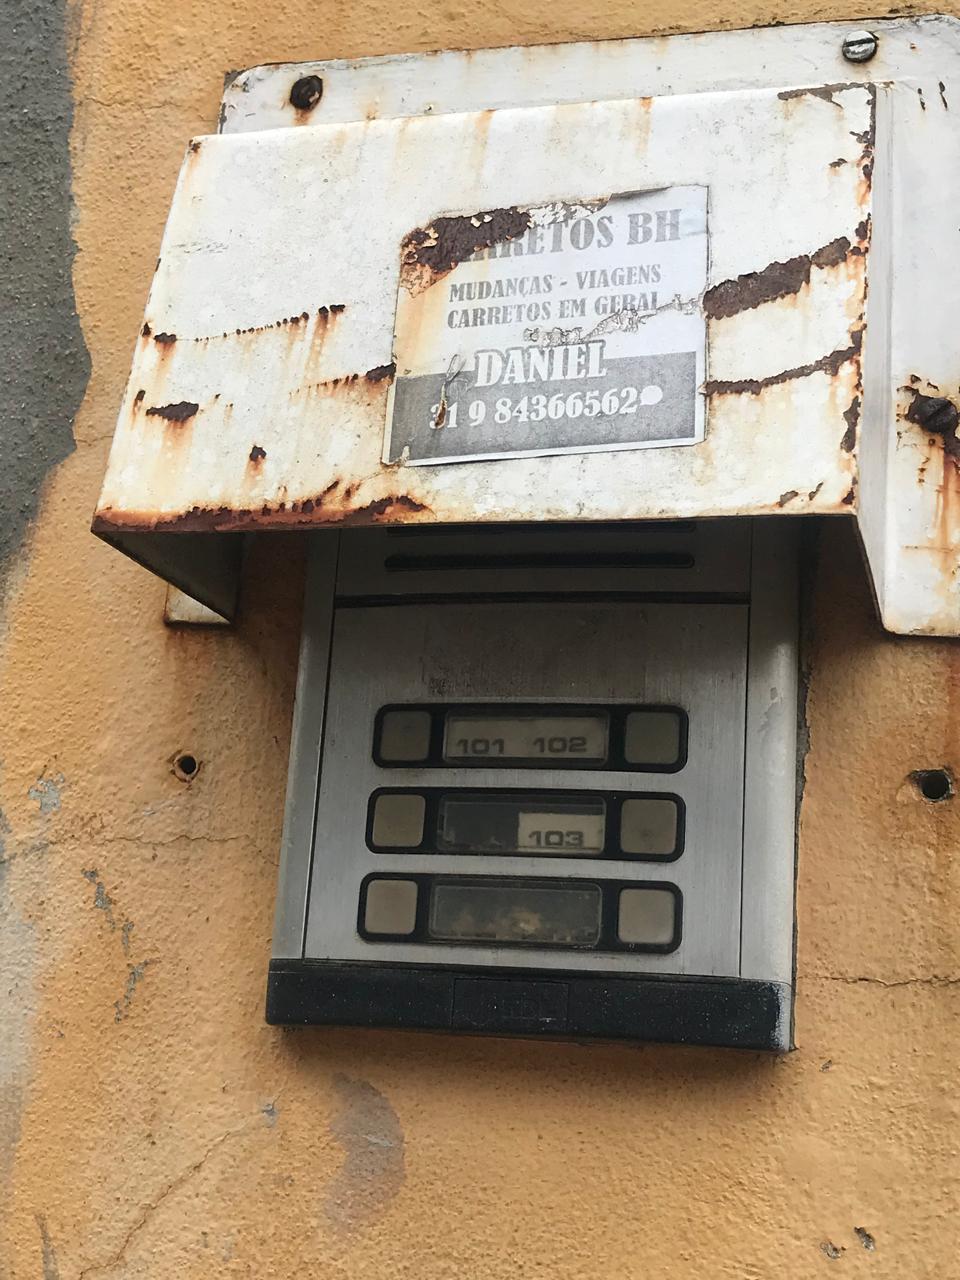 RRETOS BH
MUDANÇAS - VIAGENS
CARRETOS EM GERAL
DANIEL
31 9 84366562
101 102
103